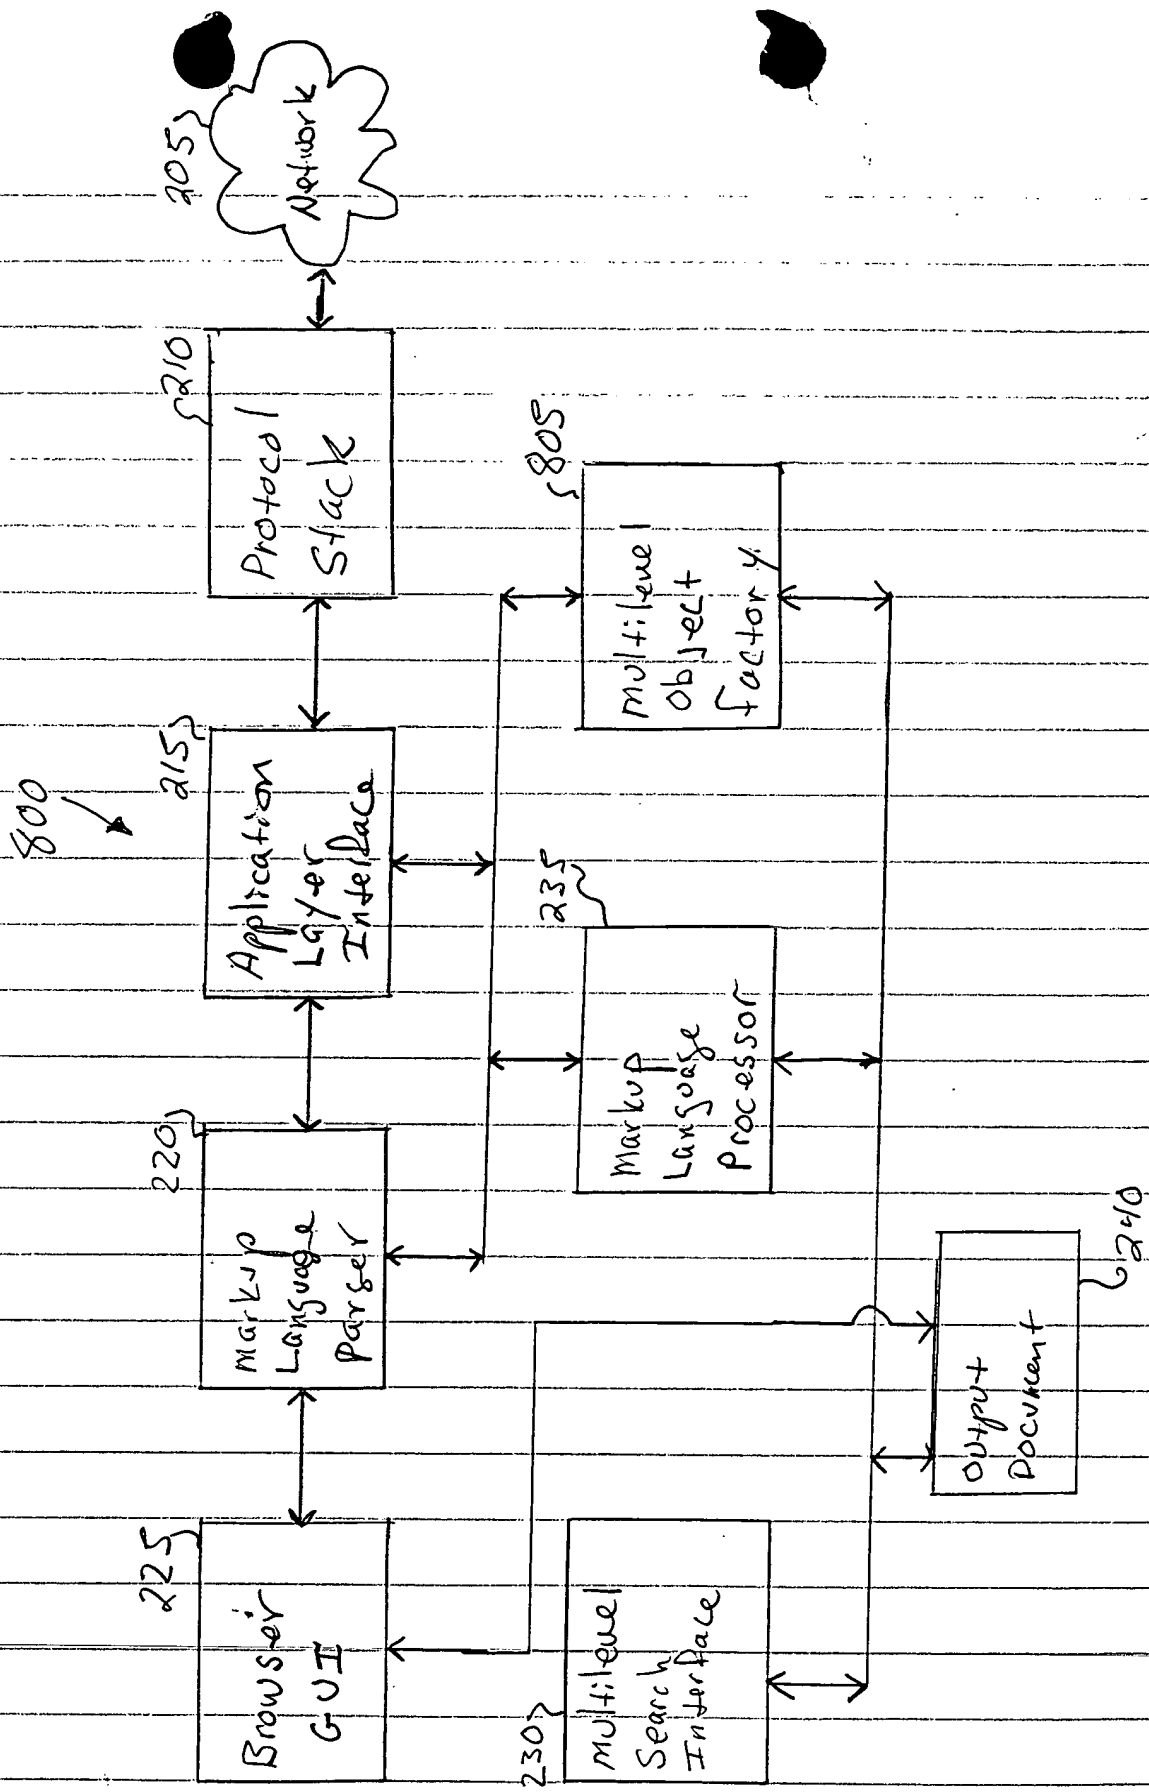 800
225
Browser
GUI
220
Markup
Language
Parser
215
Application
Layer
Interface
210
Protocol
Stack
205
Network
230
Multilevel
Search
Interface
235
Markup
Language
Processor
805
Multilevel
Object
factory
Output
Document
240